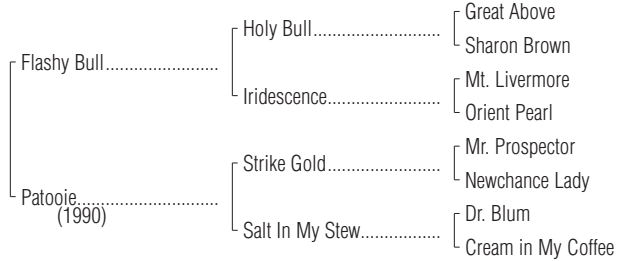 Great Above
Holy Bull
Sharon Brown
Flashy Bull
Mt. Livermore
Iridescence
Orient Pearl
Mr. Prospector
Strike Gold
Newchance Lady
Patooie
(1990)
Dr. Blum
Salt In My Stew
Cream in My Coffee